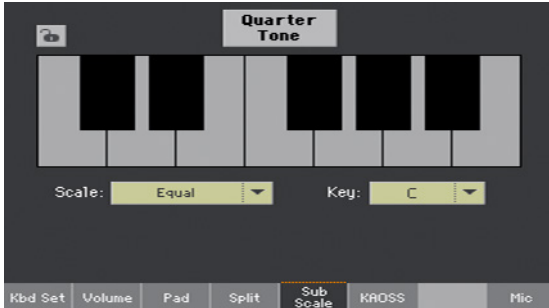 Quarter
Tone
Scale: Equal Key: C
Kbd Set Volume Pad Split Sub Scale KAOSS Mic